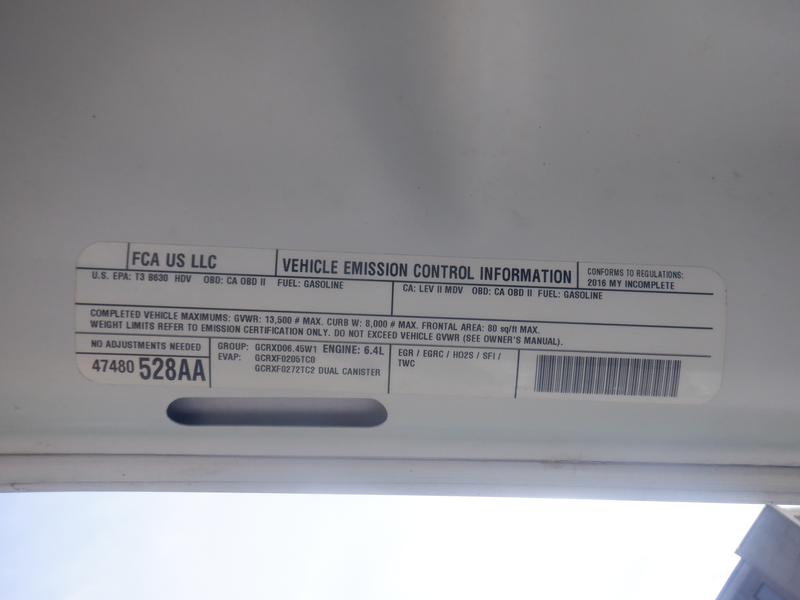 FCA US LLC
VEHICLE EMISSION CONTROL INFORMATION
CONFORMS TO REGULATIONS:
2016 MY INCOMPLETE
U.S. EPA: T3 B630 HDV OBD: CA OBD II FUEL: GASOLINE
CA: LEV II MDV OBD: CA OBD II FUEL: GASOLINE
COMPLETED VEHICLE MAXIMUMS: GVWR: 13,500 # MAX. CURB W: 8,000 # MAX. FRONTAL AREA: 80 sq/ft MAX.
WEIGHT LIMITS REFER TO EMISSION CERTIFICATION ONLY. DO NOT EXCEED VEHICLE GVWR (SEE OWNER'S MANUAL).
NO ADJUSTMENTS NEEDED
47480 528AA
GROUP: GCRXD06.45W1 ENGINE: 6.4L
EVAP: GCRXF0205TC0
GCRXF0272TC2 DUAL CANISTER
EGR / EGRC / HO2S / SFI /
TWC